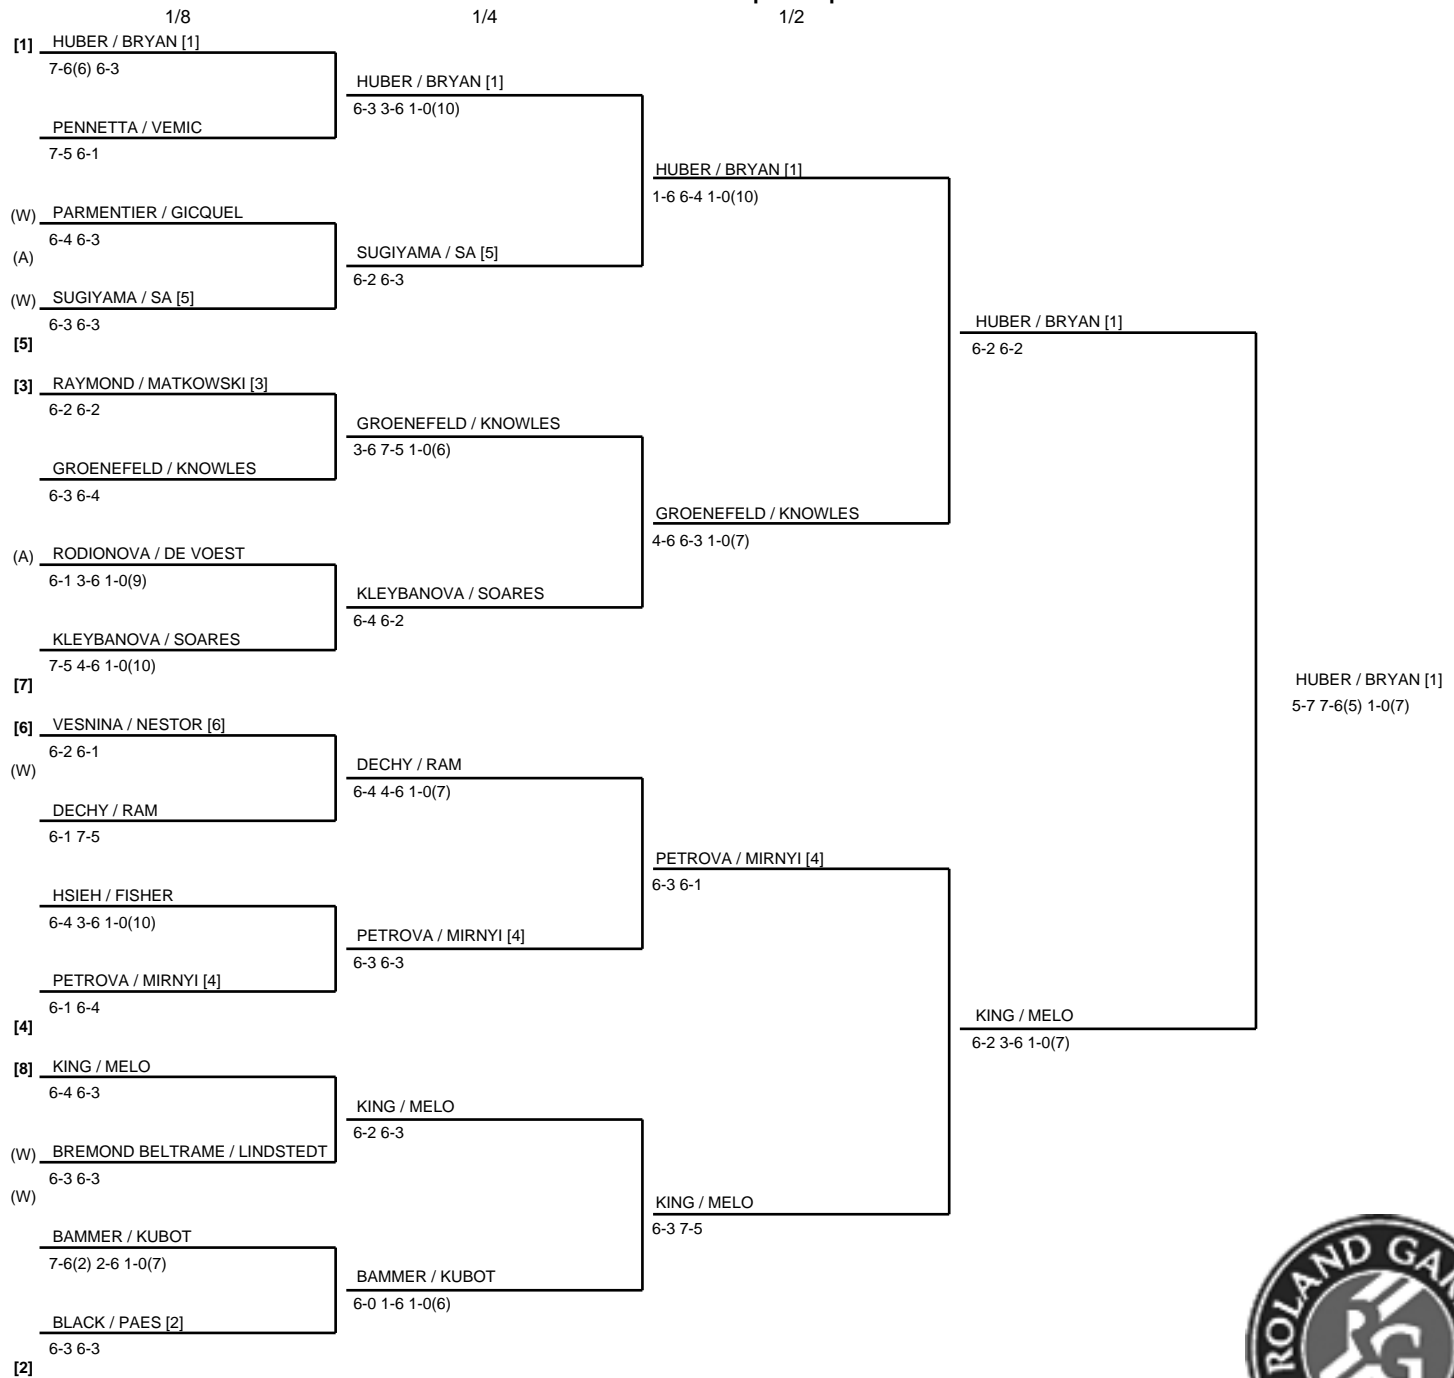 1/8 1/4 1/2
[1] HUBER / BRYAN [1]
7-6(6) 6-3
HUBER / BRYAN [1]
6-3 3-6 1-0(10)
PENNETTA / VEMIC
7-5 6-1
HUBER / BRYAN [1]
1-6 6-4 1-0(10)
(W) PARMENTIER / GICQUEL
6-4 6-3
(A)
SUGIYAMA / SA [5]
6-2 6-3
(W) SUGIYAMA / SA [5]
6-3 6-3
[5]
HUBER / BRYAN [1]
6-2 6-2
[3] RAYMOND / MATKOWSKI [3]
6-2 6-2
GROENEFELD / KNOWLES
3-6 7-5 1-0(6)
GROENEFELD / KNOWLES
6-3 6-4
GROENEFELD / KNOWLES
4-6 6-3 1-0(7)
(A) RODIONOVA / DE VOEST
6-1 3-6 1-0(9)
KLEYBANOVA / SOARES
6-4 6-2
KLEYBANOVA / SOARES
7-5 4-6 1-0(10)
[7]
HUBER / BRYAN [1]
5-7 7-6(5) 1-0(7)
[6] VESNINA / NESTOR [6]
6-2 6-1
(W)
DECHY / RAM
6-4 4-6 1-0(7)
DECHY / RAM
6-1 7-5
PETROVA / MIRNYI [4]
6-3 6-1
HSIEH / FISHER
6-4 3-6 1-0(10)
PETROVA / MIRNYI [4]
6-3 6-3
PETROVA / MIRNYI [4]
6-1 6-4
[4]
KING / MELO
6-2 3-6 1-0(7)
[8] KING / MELO
6-4 6-3
KING / MELO
6-2 6-3
(W) BREMOND BELTRAME / LINDSTEDT
6-3 6-3
(W)
KING / MELO
6-3 7-5
BAMMER / KUBOT
7-6(2) 2-6 1-0(7)
BAMMER / KUBOT
6-0 1-6 1-0(6)
BLACK / PAES [2]
6-3 6-3
[2]
ROLAND GA
RG